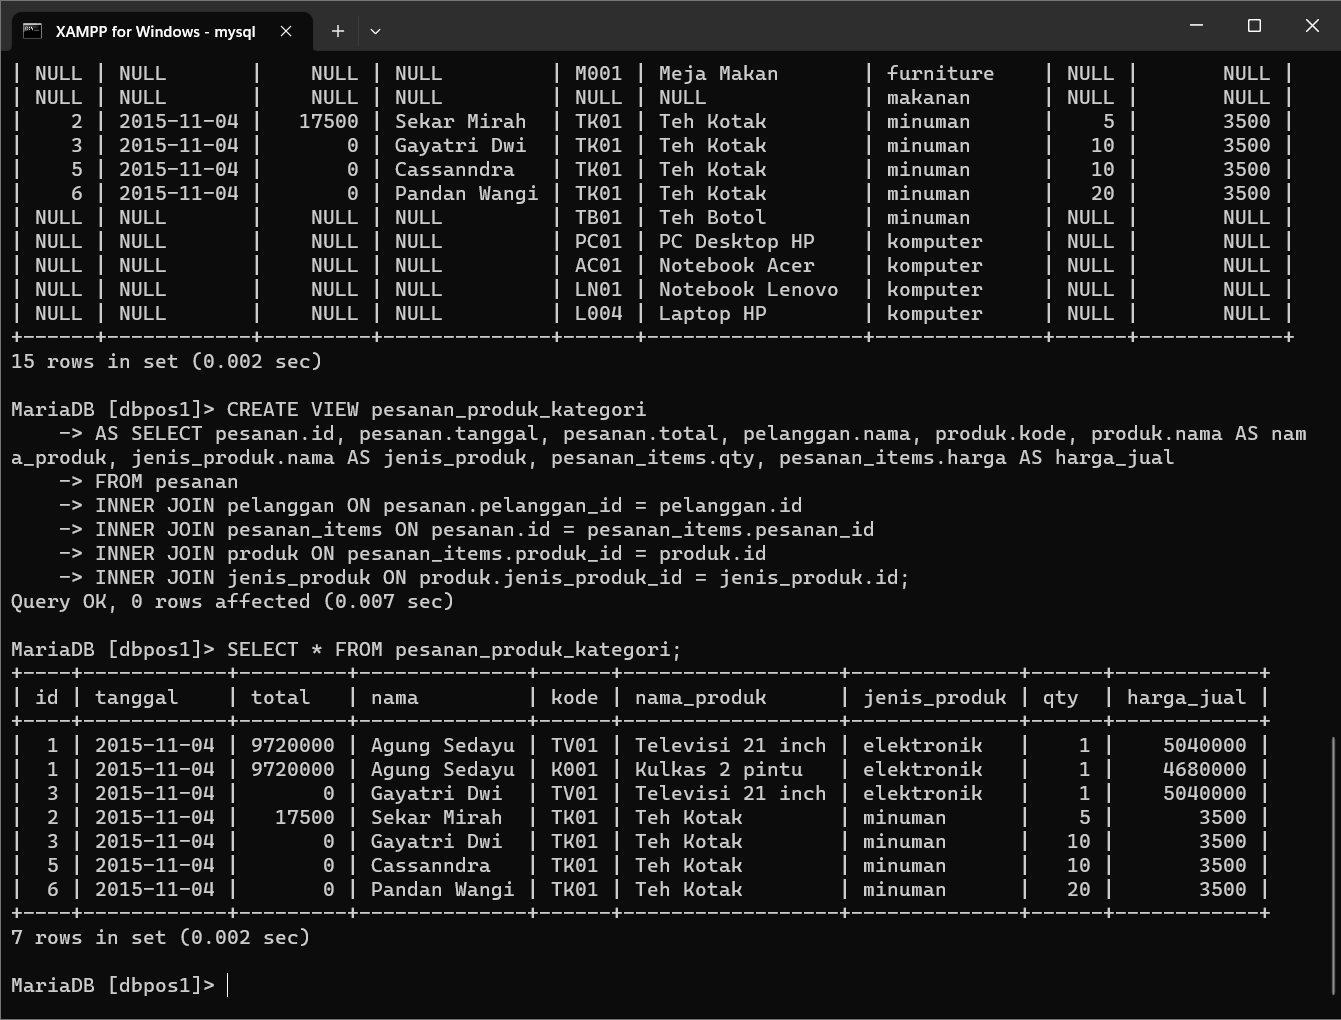 XAMPP for Windows - mysql
| NULL | NULL       |    NULL | NULL         | M001 | Meja Makan       | furniture    | NULL |       NULL |
| NULL | NULL       |    NULL | NULL         | NULL | NULL             | makanan      | NULL |       NULL |
|    2 | 2015-11-04 |   17500 | Sekar Mirah  | TK01 | Teh Kotak        | minuman      |    5 |       3500 |
|    3 | 2015-11-04 |       0 | Gayatri Dwi  | TK01 | Teh Kotak        | minuman      |   10 |       3500 |
|    5 | 2015-11-04 |       0 | Cassanndra   | TK01 | Teh Kotak        | minuman      |   10 |       3500 |
|    6 | 2015-11-04 |       0 | Pandan Wangi | TK01 | Teh Kotak        | minuman      |   20 |       3500 |
| NULL | NULL       |    NULL | NULL         | TB01 | Teh Botol        | minuman      | NULL |       NULL |
| NULL | NULL       |    NULL | NULL         | PC01 | PC Desktop HP    | komputer     | NULL |       NULL |
| NULL | NULL       |    NULL | NULL         | AC01 | Notebook Acer    | komputer     | NULL |       NULL |
| NULL | NULL       |    NULL | NULL         | LN01 | Notebook Lenovo  | komputer     | NULL |       NULL |
| NULL | NULL       |    NULL | NULL         | L004 | Laptop HP        | komputer     | NULL |       NULL |
+------+------------+---------+--------------+------+------------------+--------------+------+------------+
15 rows in set (0.002 sec)
MariaDB [dbpos1]> CREATE VIEW pesanan_produk_kategori
    -> AS SELECT pesanan.id, pesanan.tanggal, pesanan.total, pelanggan.nama, produk.kode, produk.nama AS nam
a_produk, jenis_produk.nama AS jenis_produk, pesanan_items.qty, pesanan_items.harga AS harga_jual
    -> FROM pesanan
    -> INNER JOIN pelanggan ON pesanan.pelanggan_id = pelanggan.id
    -> INNER JOIN pesanan_items ON pesanan.id = pesanan_items.pesanan_id
    -> INNER JOIN produk ON pesanan_items.produk_id = produk.id
    -> INNER JOIN jenis_produk ON produk.jenis_produk_id = jenis_produk.id;
Query OK, 0 rows affected (0.007 sec)
MariaDB [dbpos1]> SELECT * FROM pesanan_produk_kategori;
+----+------------+---------+--------------+------+------------------+--------------+------+------------+
| id | tanggal    | total   | nama         | kode | nama_produk      | jenis_produk | qty  | harga_jual |
+----+------------+---------+--------------+------+------------------+--------------+------+------------+
|  1 | 2015-11-04 | 9720000 | Agung Sedayu | TV01 | Televisi 21 inch | elektronik   |    1 |    5040000 |
|  1 | 2015-11-04 | 9720000 | Agung Sedayu | K001 | Kulkas 2 pintu   | elektronik   |    1 |    4680000 |
|  3 | 2015-11-04 |       0 | Gayatri Dwi  | TV01 | Televisi 21 inch | elektronik   |    1 |    5040000 |
|  2 | 2015-11-04 |   17500 | Sekar Mirah  | TK01 | Teh Kotak        | minuman      |    5 |       3500 |
|  3 | 2015-11-04 |       0 | Gayatri Dwi  | TK01 | Teh Kotak        | minuman      |   10 |       3500 |
|  5 | 2015-11-04 |       0 | Cassanndra   | TK01 | Teh Kotak        | minuman      |   10 |       3500 |
|  6 | 2015-11-04 |       0 | Pandan Wangi | TK01 | Teh Kotak        | minuman      |   20 |       3500 |
+----+------------+---------+--------------+------+------------------+--------------+------+------------+
7 rows in set (0.002 sec)
MariaDB [dbpos1]>